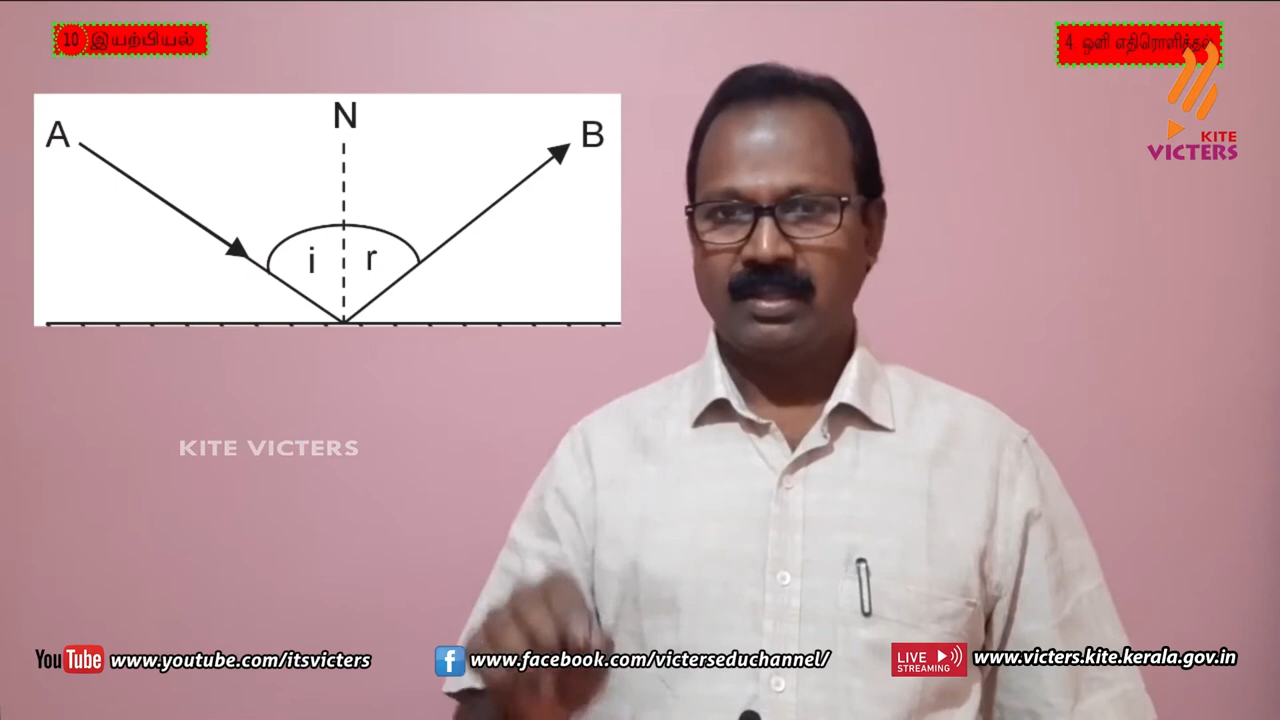 10 இயற்பியல்
4. ஒளி எதிரொளித்தல்
KITE
VICTERS
A
N
B
i
r
KITE VICTERS
YouTube www.youtube.com/itsvicters
f www.facebook.com/victerseduchannel/
LIVE
STREAMING
www.victers.kite.kerala.gov.in